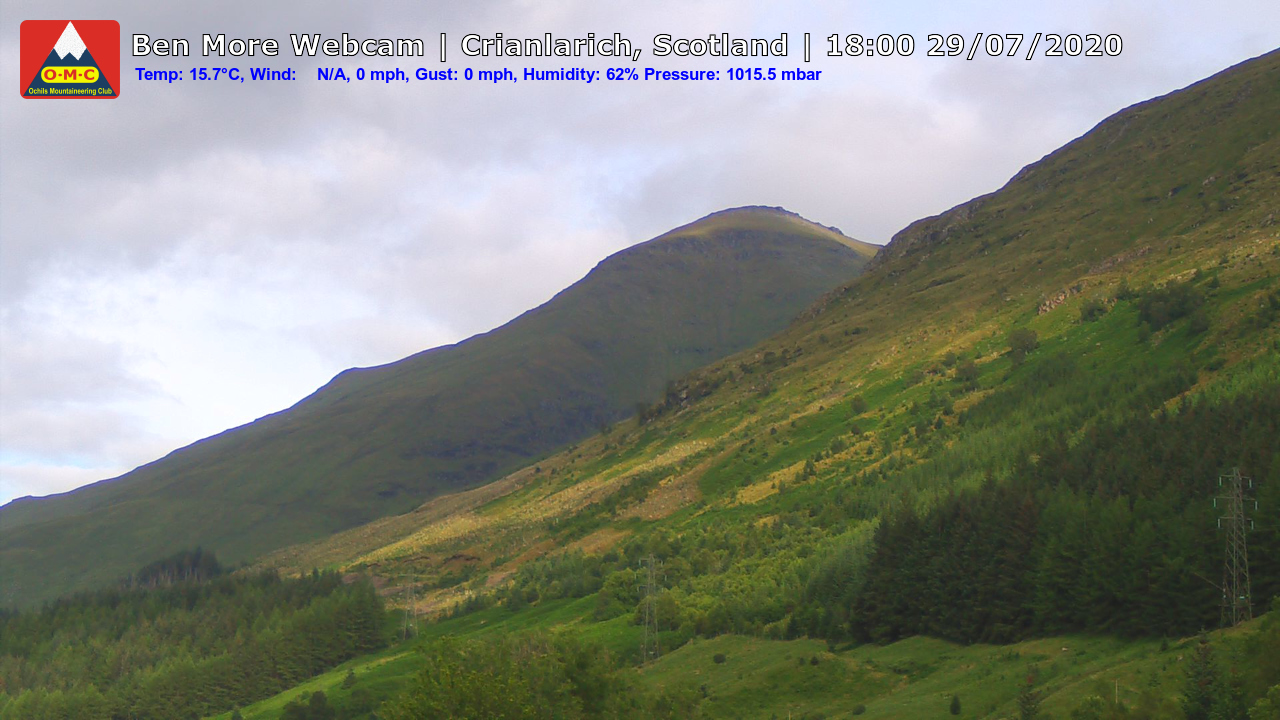 Ben More Webcam | Crianlarich, Scotland | 18:00 29/07/2020
Temp: 15.7°C, Wind: N/A, 0 mph, Gust: 0 mph, Humidity: 62% Pressure: 1015.5 mbar
O-M-C
Ochils Mountaineering Club